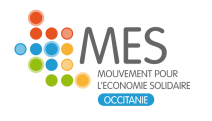 MES
MOUVEMENT POUR
L'ECONOMIE SOLIDAIRE
OCCITANIE